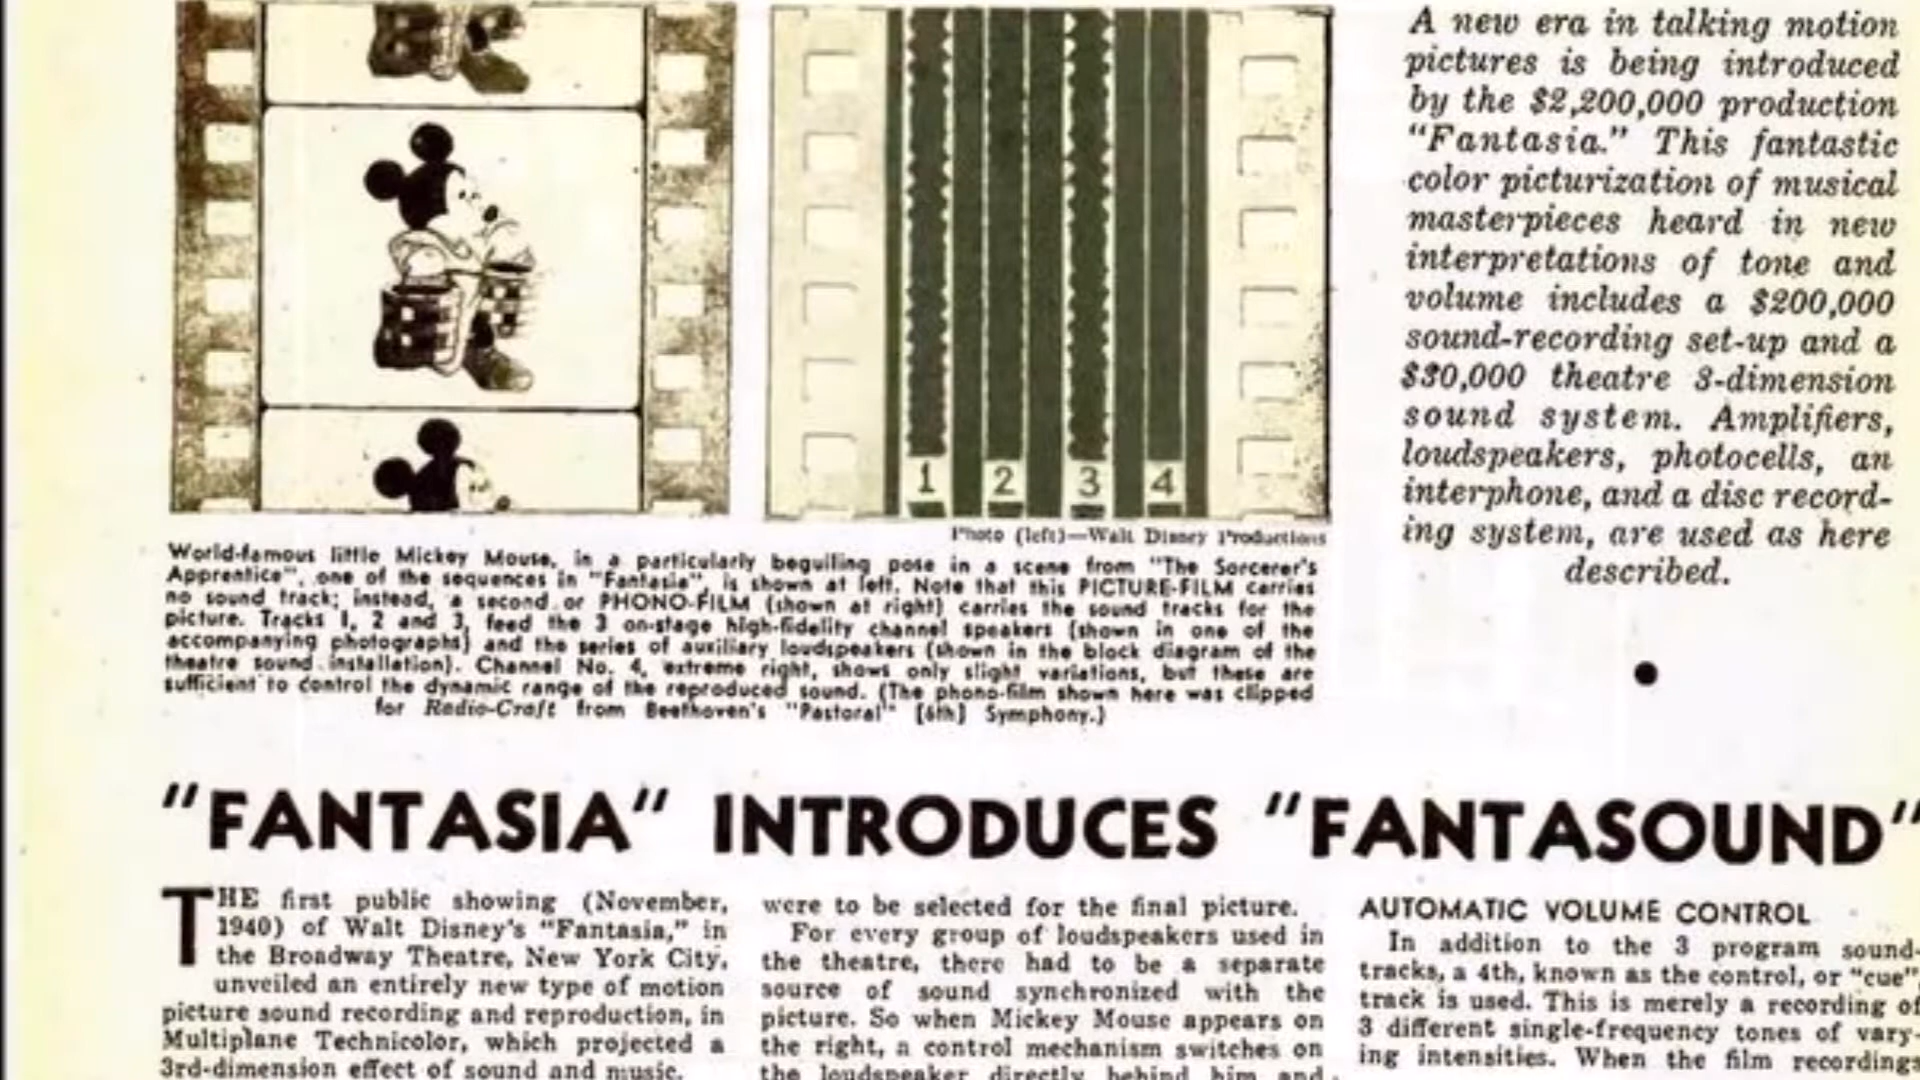 A new era in talking motion
pictures is being introduced
by the $2,200,000 production
"Fantasia." This fantastic
color picturization of musical
masterpieces heard in new
interpretations of tone and
volume includes a $200,000
sound-recording set-up and a
$30,000 theatre 3-dimension
sound system. Amplifiers,
loudspeakers, photocells, an
interphone, and a disc record-
ing system, are used as here
described.
1 2 3 4
Photo (left)—Walt Disney Productions
World-famous little Mickey Mouse, in a particularly beguiling pose in a scene from "The Sorcerer's
Apprentice", one of the sequences in "Fantasia", is shown at left. Note that this PICTURE-FILM carries
no sound track; instead, a second or PHONO-FILM (shown at right) carries the sound tracks for the
picture. Tracks 1, 2 and 3, feed the 3 on-stage high-fidelity channel speakers (shown in one of the
accompanying photographs) and the series of auxiliary loudspeakers (shown in the block diagram of the
theatre sound installation). Channel No. 4, extreme right, shows only slight variations, but these are
sufficient to control the dynamic range of the reproduced sound. (The phono-film shown here was clipped
for Radio-Craft from Beethoven's "Pastoral" [6th] Symphony.)
"FANTASIA" INTRODUCES "FANTASOUND"
THE first public showing (November,
1940) of Walt Disney's "Fantasia," in
the Broadway Theatre, New York City,
unveiled an entirely new type of motion
picture sound recording and reproduction, in
Multiplane Technicolor, which projected a
3rd-dimension effect of sound and music.
were to be selected for the final picture.
For every group of loudspeakers used in
the theatre, there had to be a separate
source of sound synchronized with the
picture. So when Mickey Mouse appears on
the right, a control mechanism switches on
the loudspeaker directly behind him and
AUTOMATIC VOLUME CONTROL
In addition to the 3 program sound-
tracks, a 4th, known as the control, or "cue"
track is used. This is merely a recording of
3 different single-frequency tones of vary-
ing intensities. When the film recordings